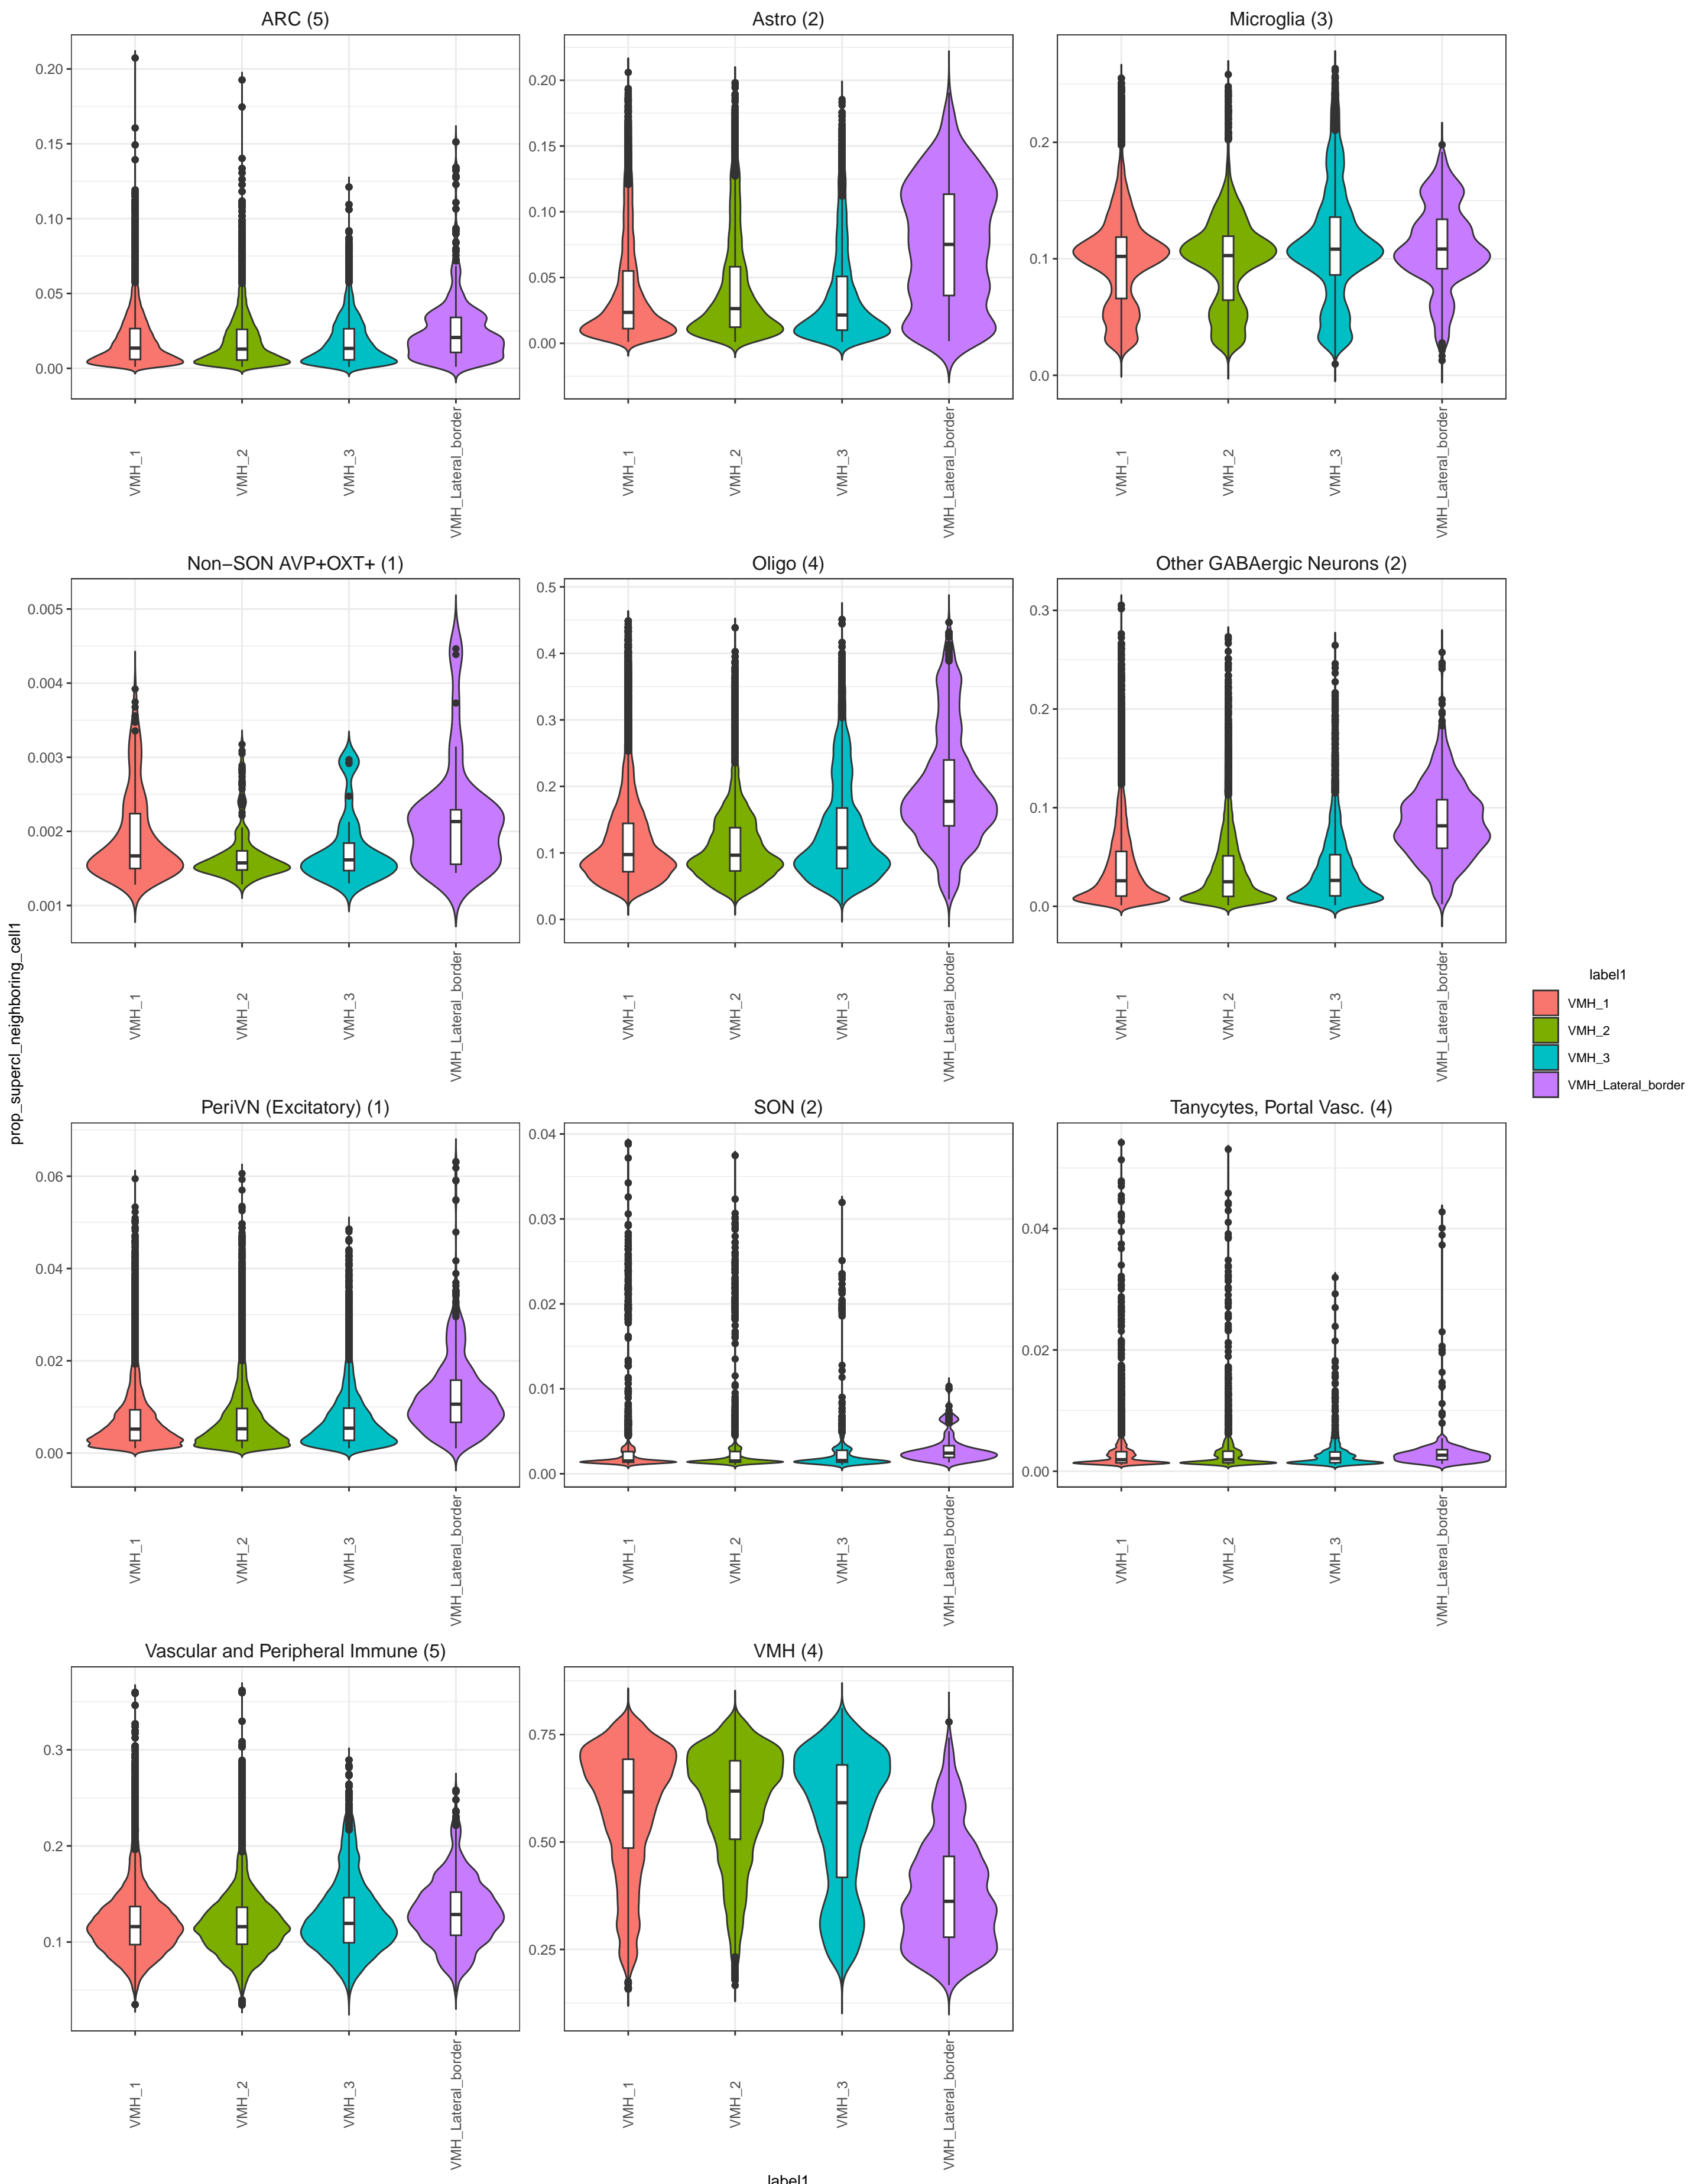 ARC (5)
Astro (2)
Microglia (3)
0.20
0.15
0.10
0.05
0.00
0.20
0.15
0.10
0.05
0.00
0.2
0.1
0.0
VMH_1
VMH_2
VMH_3
VMH_Lateral_border
VMH_1
VMH_2
VMH_3
VMH_Lateral_border
VMH_1
VMH_2
VMH_3
VMH_Lateral_border
Non−SON AVP+OXT+ (1)
Oligo (4)
Other GABAergic Neurons (2)
0.005
0.004
0.003
0.002
0.001
0.5
0.4
0.3
0.2
0.1
0.0
0.3
0.2
0.1
0.0
VMH_1
VMH_2
VMH_3
VMH_Lateral_border
VMH_1
VMH_2
VMH_3
VMH_Lateral_border
VMH_1
VMH_2
VMH_3
VMH_Lateral_border
prop_supercl_neighboring_cell1
label1
VMH_1
VMH_2
VMH_3
VMH_Lateral_border
PeriVN (Excitatory) (1)
SON (2)
Tanycytes, Portal Vasc. (4)
0.06
0.04
0.02
0.00
0.04
0.03
0.02
0.01
0.00
0.04
0.02
0.00
VMH_1
VMH_2
VMH_3
VMH_Lateral_border
VMH_1
VMH_2
VMH_3
VMH_Lateral_border
VMH_1
VMH_2
VMH_3
VMH_Lateral_border
Vascular and Peripheral Immune (5)
VMH (4)
0.3
0.2
0.1
0.75
0.50
0.25
VMH_1
VMH_2
VMH_3
VMH_Lateral_border
VMH_1
VMH_2
VMH_3
VMH_Lateral_border
label1